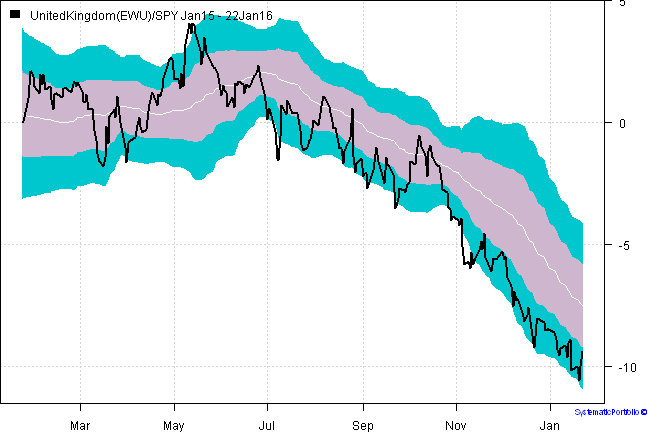 UnitedKingdom(EWU)/SPY Jan15 - 22Jan16
5
0
-5
-10
Mar May Jul Sep Nov Jan
SystematicPortfolio ©